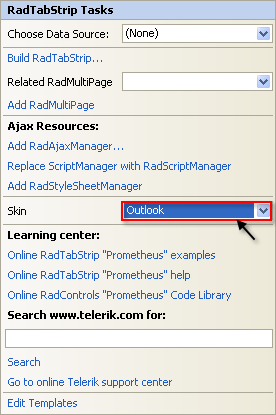 RadTabStrip Tasks
Choose Data Source: (None)
Build RadTabStrip...
Related RadMultiPage
Add RadMultiPage
Ajax Resources:
Add RadAjaxManager...
Replace ScriptManager with RadScriptManager
Add RadStyleSheetManager
Skin Outlook
Learning center:
Online RadTabStrip "Prometheus" examples
Online RadTabStrip "Prometheus" help
Online RadControls "Prometheus" Code Library
Search www.telerik.com for:
Search
Go to online Telerik support center
Edit Templates